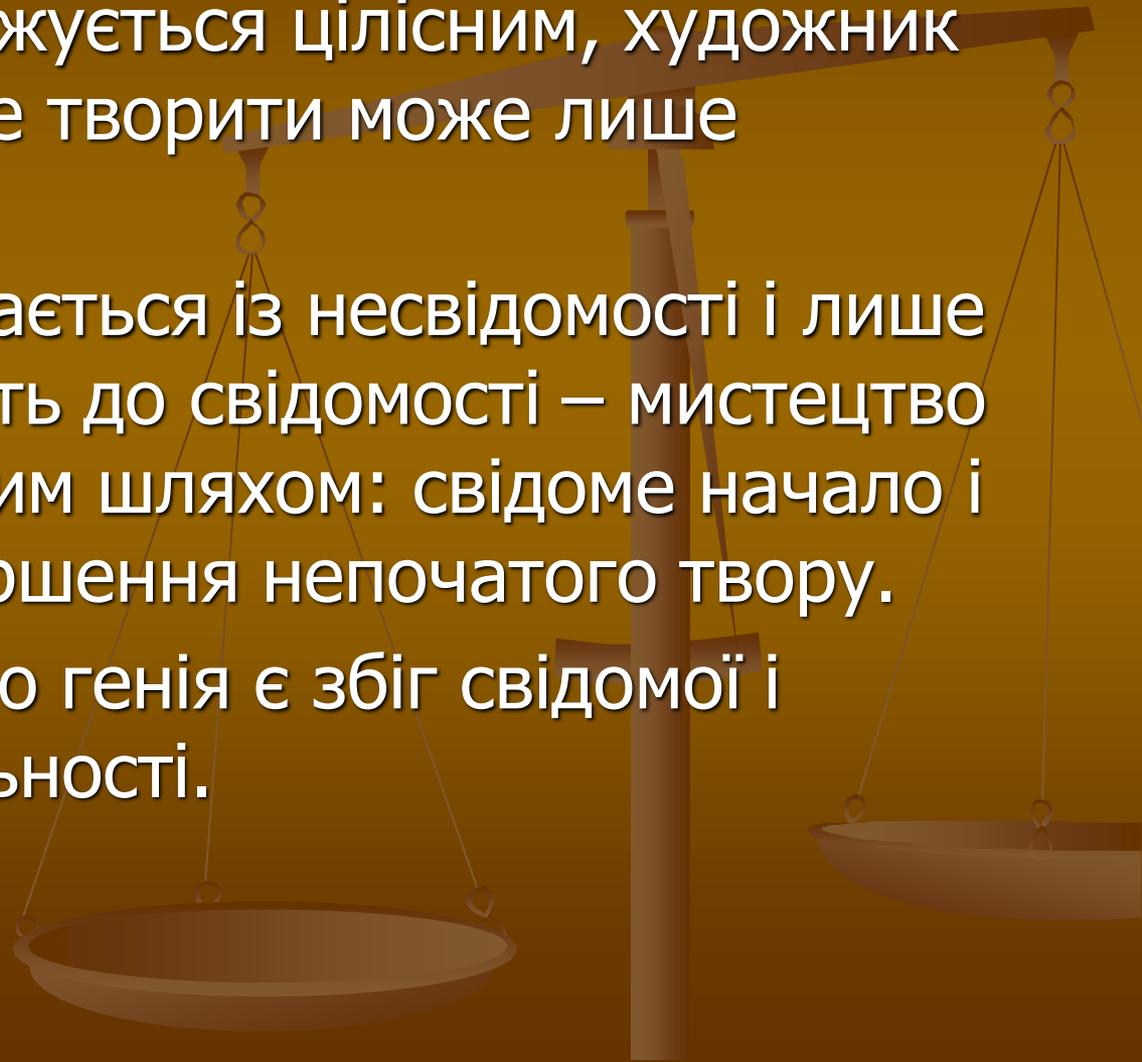 жується цілісним, художник
е творити може лише
ається із несвідомості і лише
ть до свідомості – мистецтво
им шляхом: свідоме начало і
ршення непочатого твору.
о генія є збіг свідомої і
ьності.